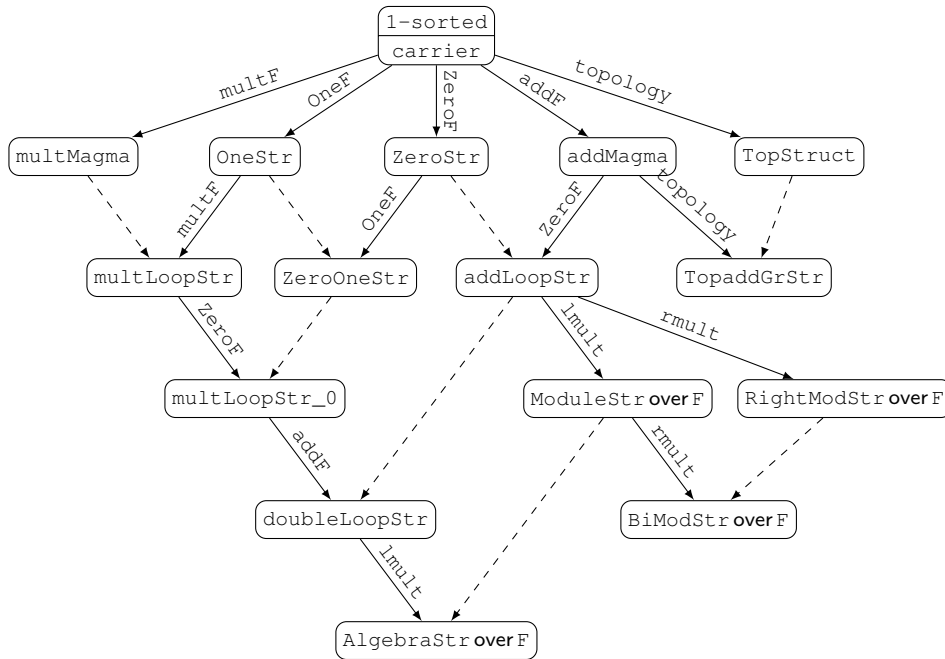 1-sorted
carrier
multF
OneF
ZeroF
addF
topology
multMagma
OneStr
ZeroStr
addMagma
TopStruct
multF
OneF
ZeroF
topology
multLoopStr
ZeroOneStr
addLoopStr
TopaddGrStr
ZeroF
lmult
rmult
multLoopStr_0
ModuleStr over F
RightModStr over F
addF
rmult
doubleLoopStr
BiModStr over F
lmult
AlgebraStr over F